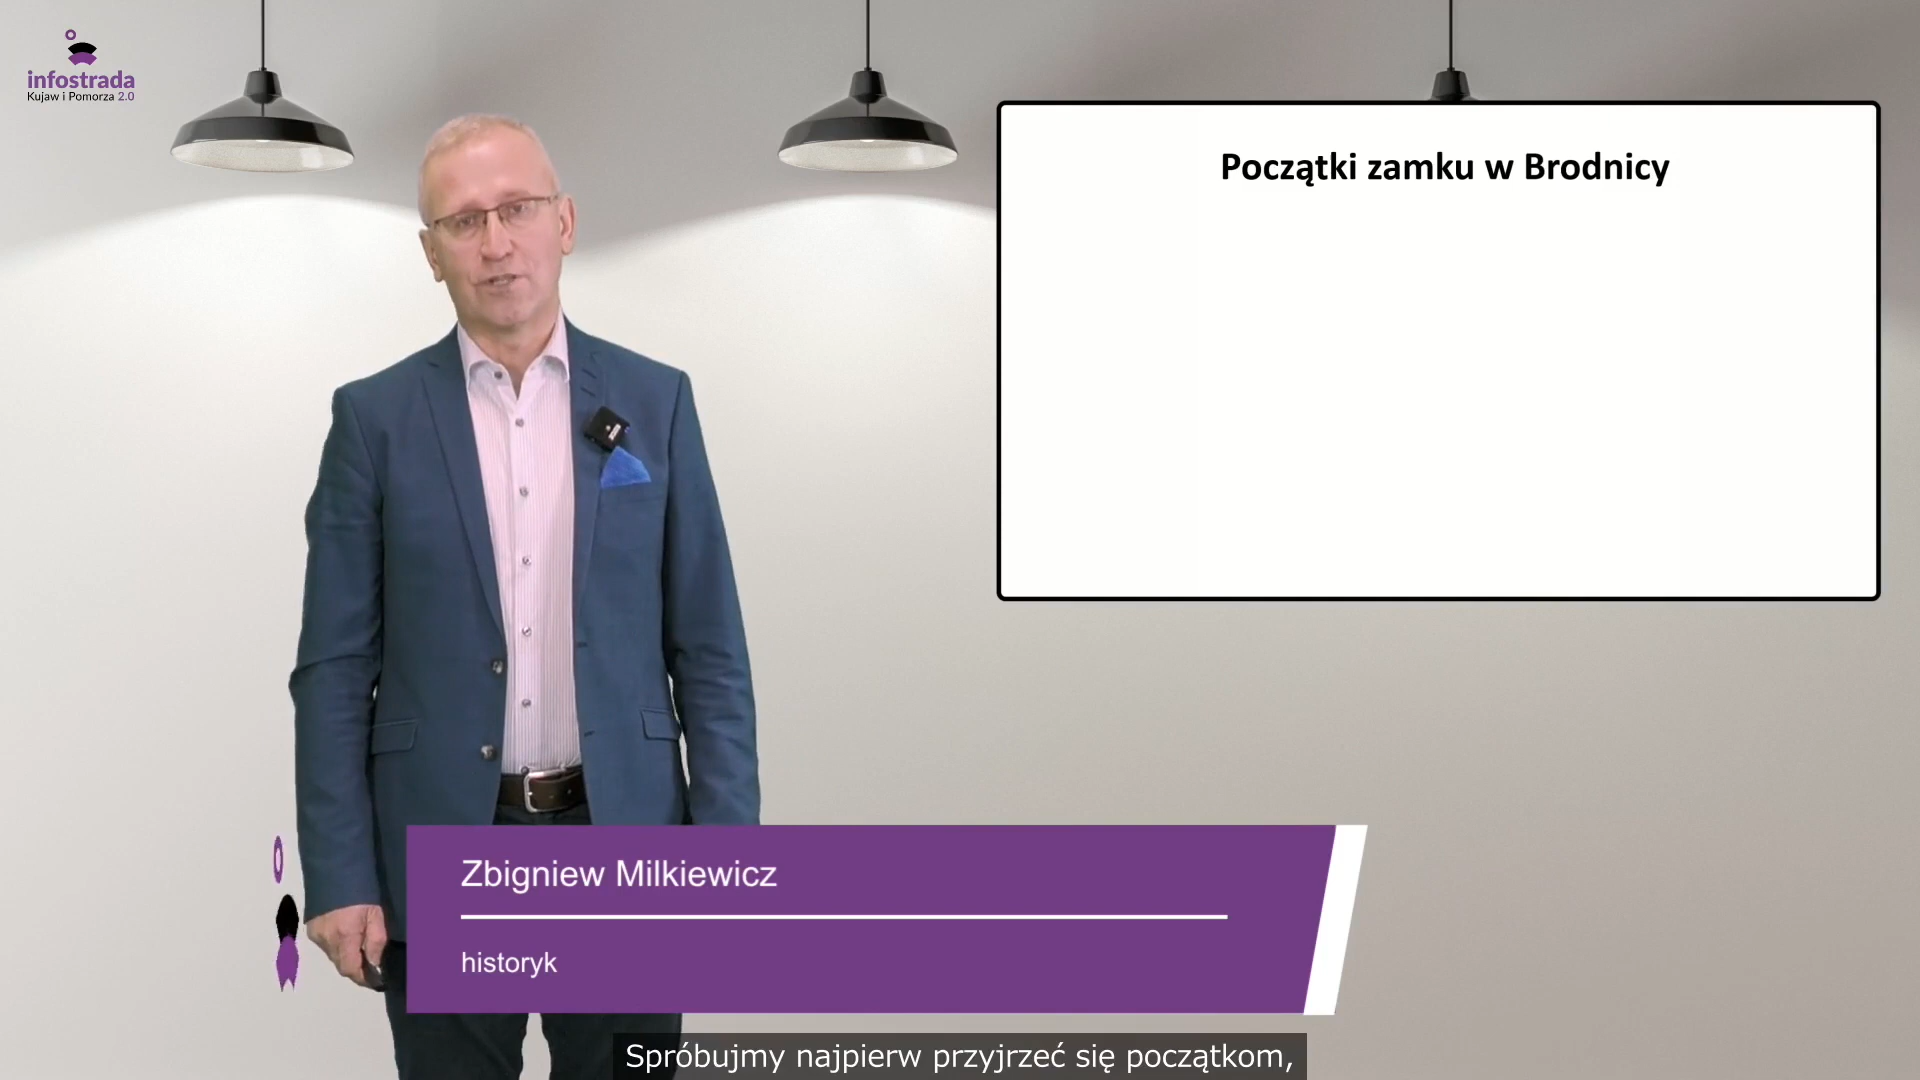 infostrada
Kujaw i Pomorza 2.0
Początki zamku w Brodnicy
Zbigniew Milkiewicz
historyk
Spróbujmy najpierw przyjrzeć się początkom,